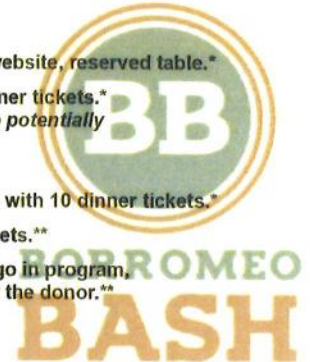 website, reserved table.*
ner tickets.*
potentially
BB
with 10 dinner tickets.*
ets.**
go in program,
BORROMEO
the donor.**
BASH